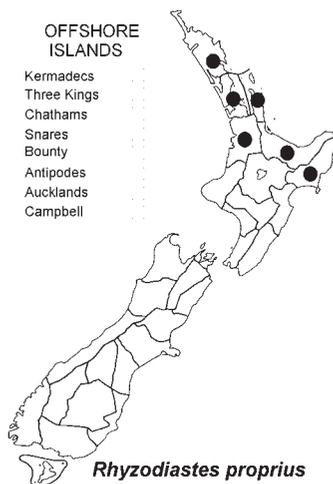 OFFSHORE
ISLANDS
Kermadecs
Three Kings
Chathams
Snares
Bounty
Antipodes
Aucklands
Campbell
Rhyzodiastes proprius